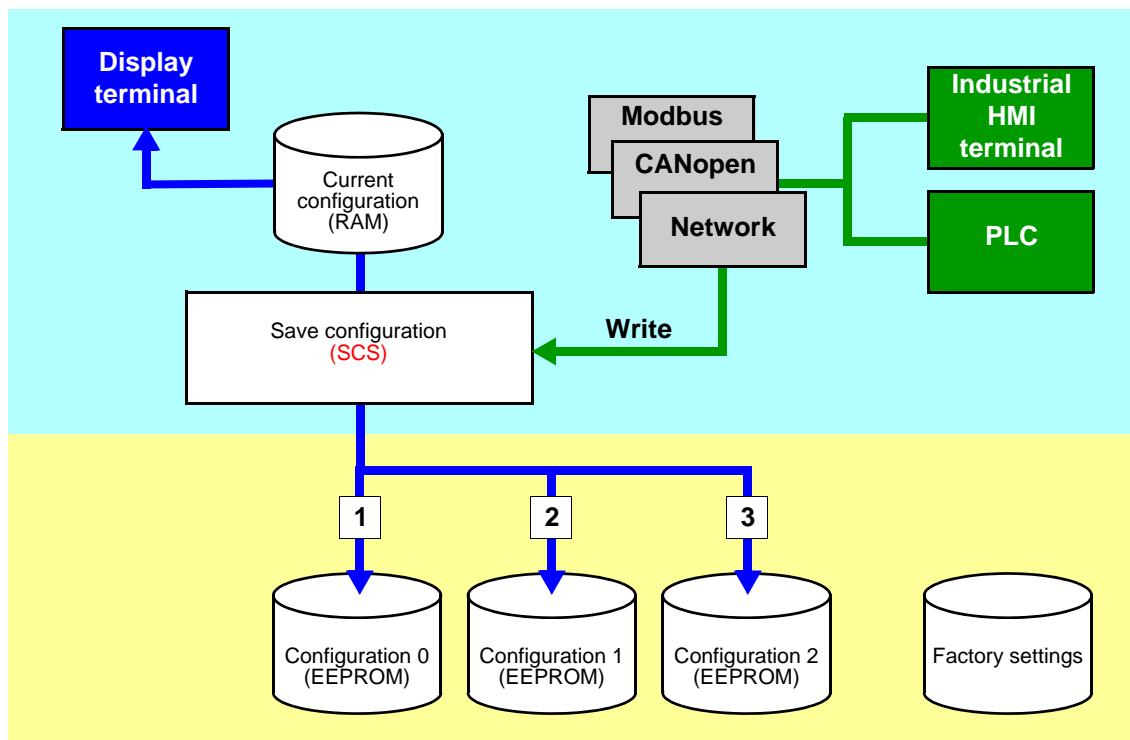 Display
terminal
Current
configuration
(RAM)
Modbus
CANopen
Network
Industrial
HMI
terminal
PLC
Save configuration
(SCS)
Write
1
2
3
Configuration 0
(EEPROM)
Configuration 1
(EEPROM)
Configuration 2
(EEPROM)
Factory settings